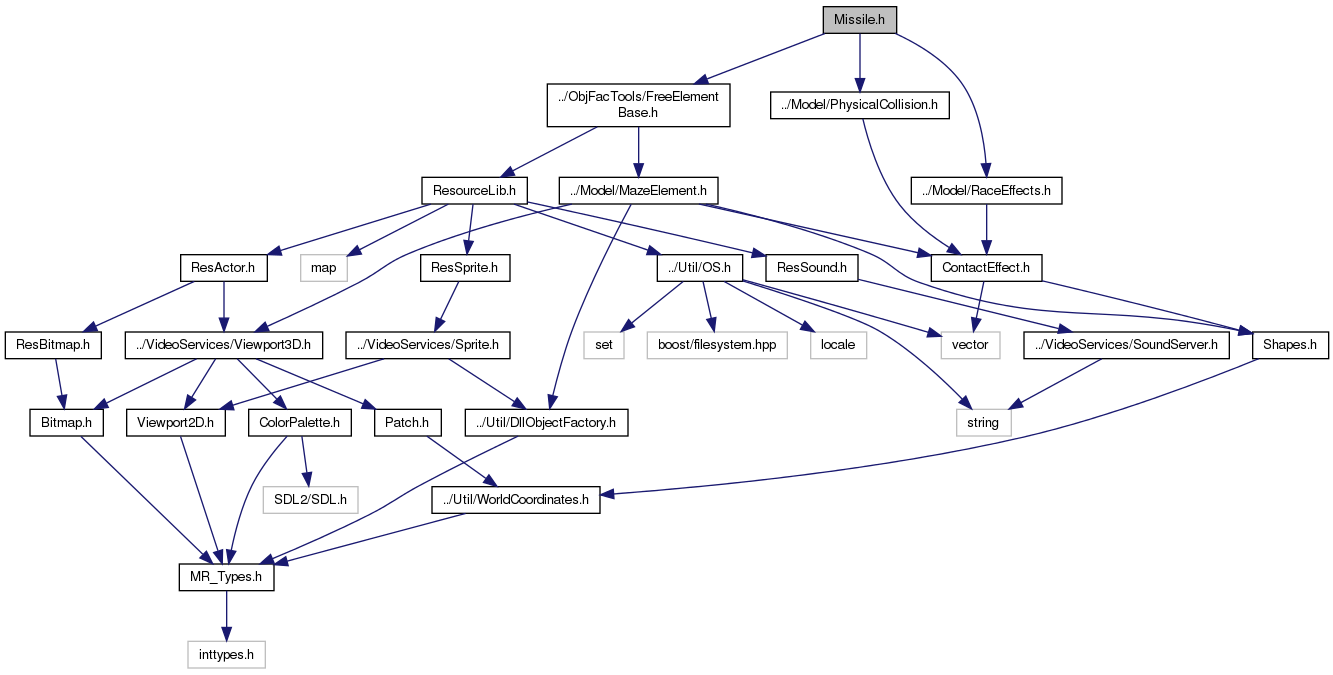 Missile.h
../ObjFacTools/FreeElement
Base.h
../Model/PhysicalCollision.h
ResourceLib.h
../Model/MazeElement.h
../Model/RaceEffects.h
ResActor.h
map
ResSprite.h
../Util/OS.h
ResSound.h
ContactEffect.h
ResBitmap.h
../VideoServices/Viewport3D.h
../VideoServices/Sprite.h
set
boost/filesystem.hpp
locale
vector
../VideoServices/SoundServer.h
Shapes.h
Bitmap.h
Viewport2D.h
ColorPalette.h
Patch.h
../Util/DllObjectFactory.h
string
SDL2/SDL.h
../Util/WorldCoordinates.h
MR_Types.h
inttypes.h